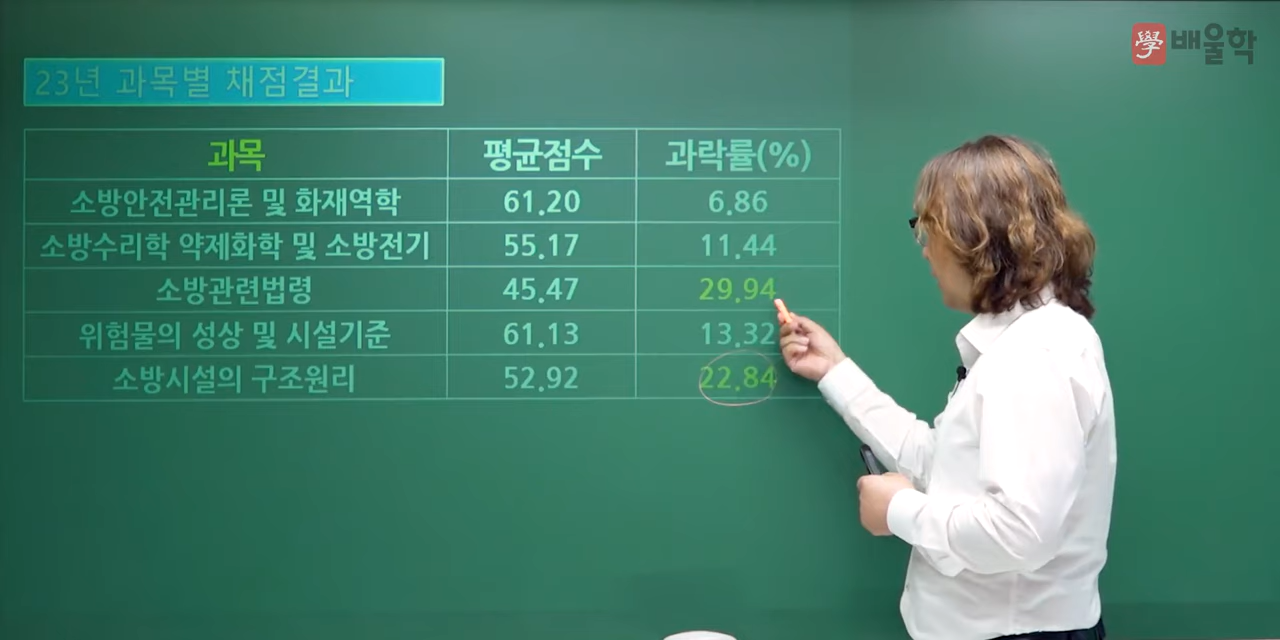 學 배울학
23년 과목별 채점결과
과목 평균점수 과락률(%)
소방안전관리론 및 화재역학 61.20 6.86
소방수리학 약제화학 및 소방전기 55.17 11.44
소방관련법령 45.47 29.94
위험물의 성상 및 시설기준 61.13 13.32
소방시설의 구조원리 52.92 22.84